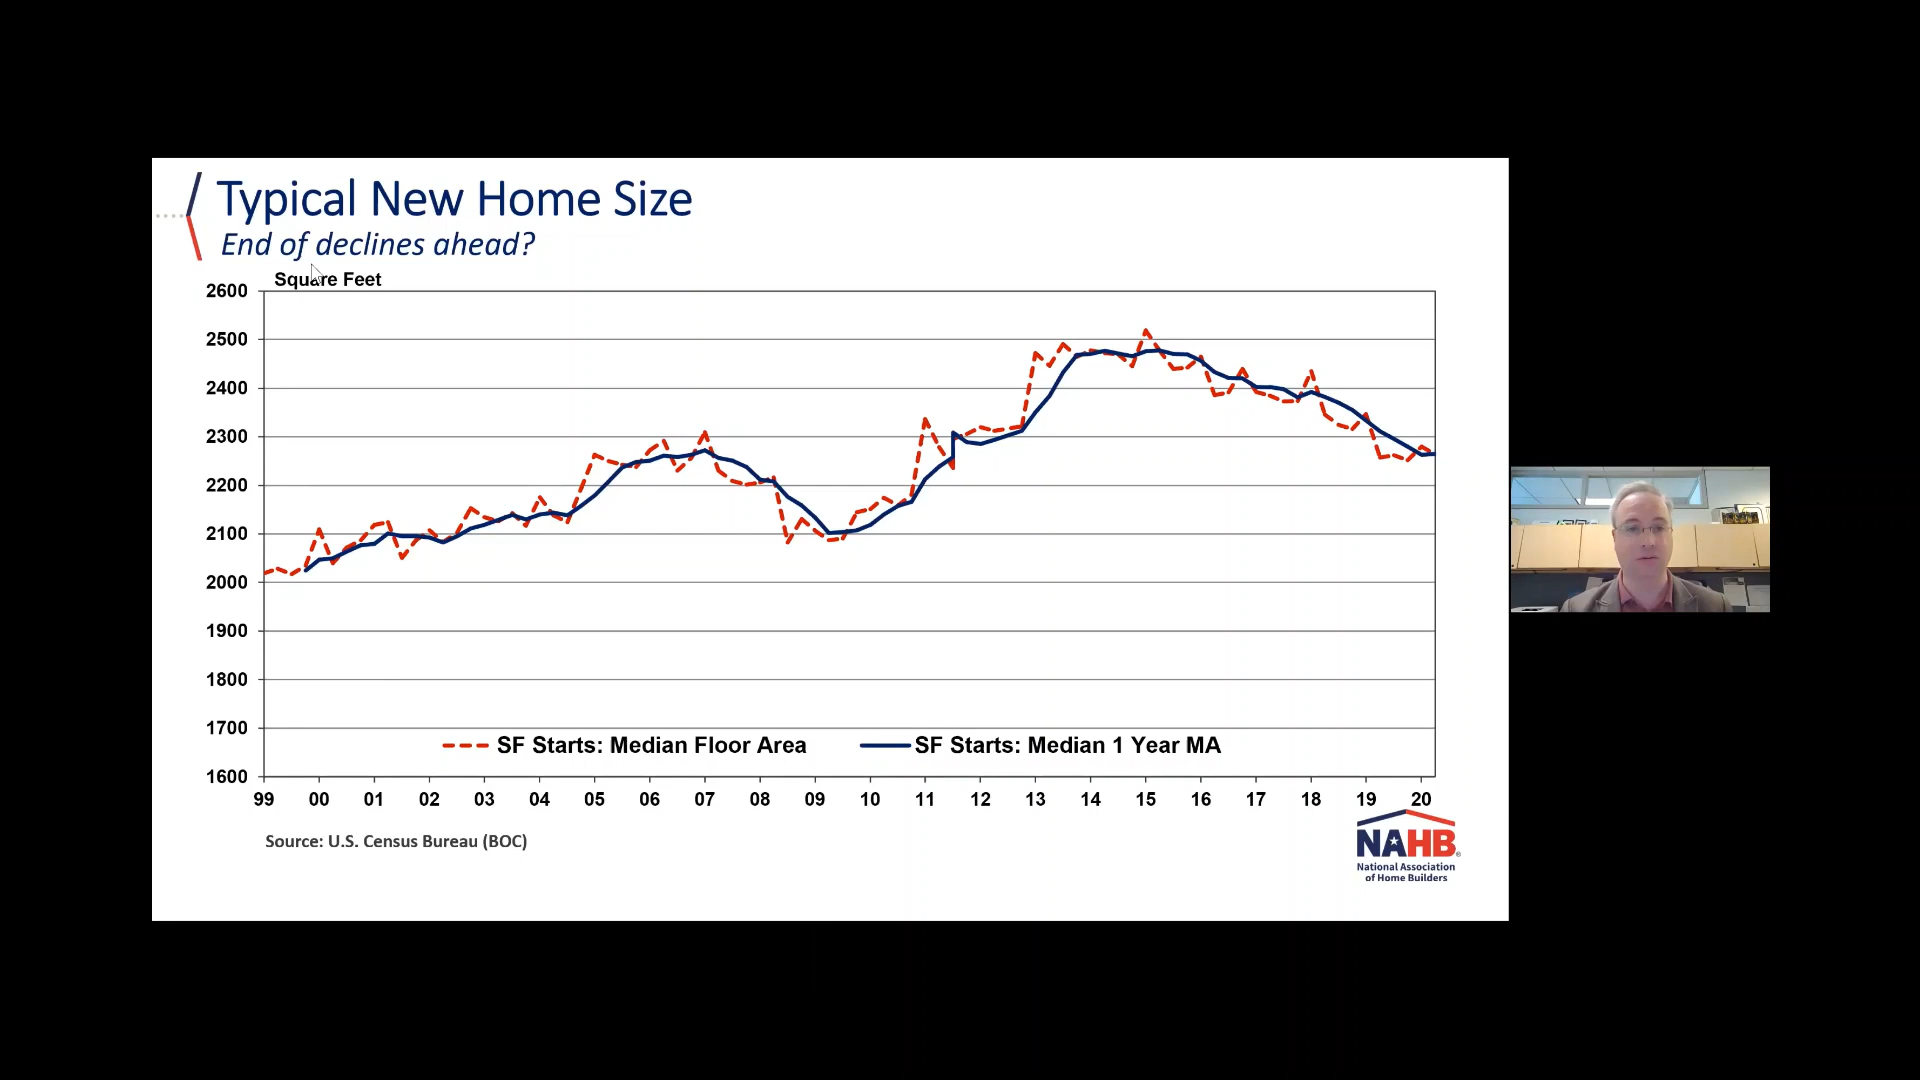 Typical New Home Size
End of declines ahead?
Square Feet
2600
2500
2400
2300
2200
2100
2000
1900
1800
1700
1600
SF Starts: Median Floor Area SF Starts: Median 1 Year MA
99 00 01 02 03 04 05 06 07 08 09 10 11 12 13 14 15 16 17 18 19 20
Source: U.S. Census Bureau (BOC)
NAHB®
National Association
of Home Builders